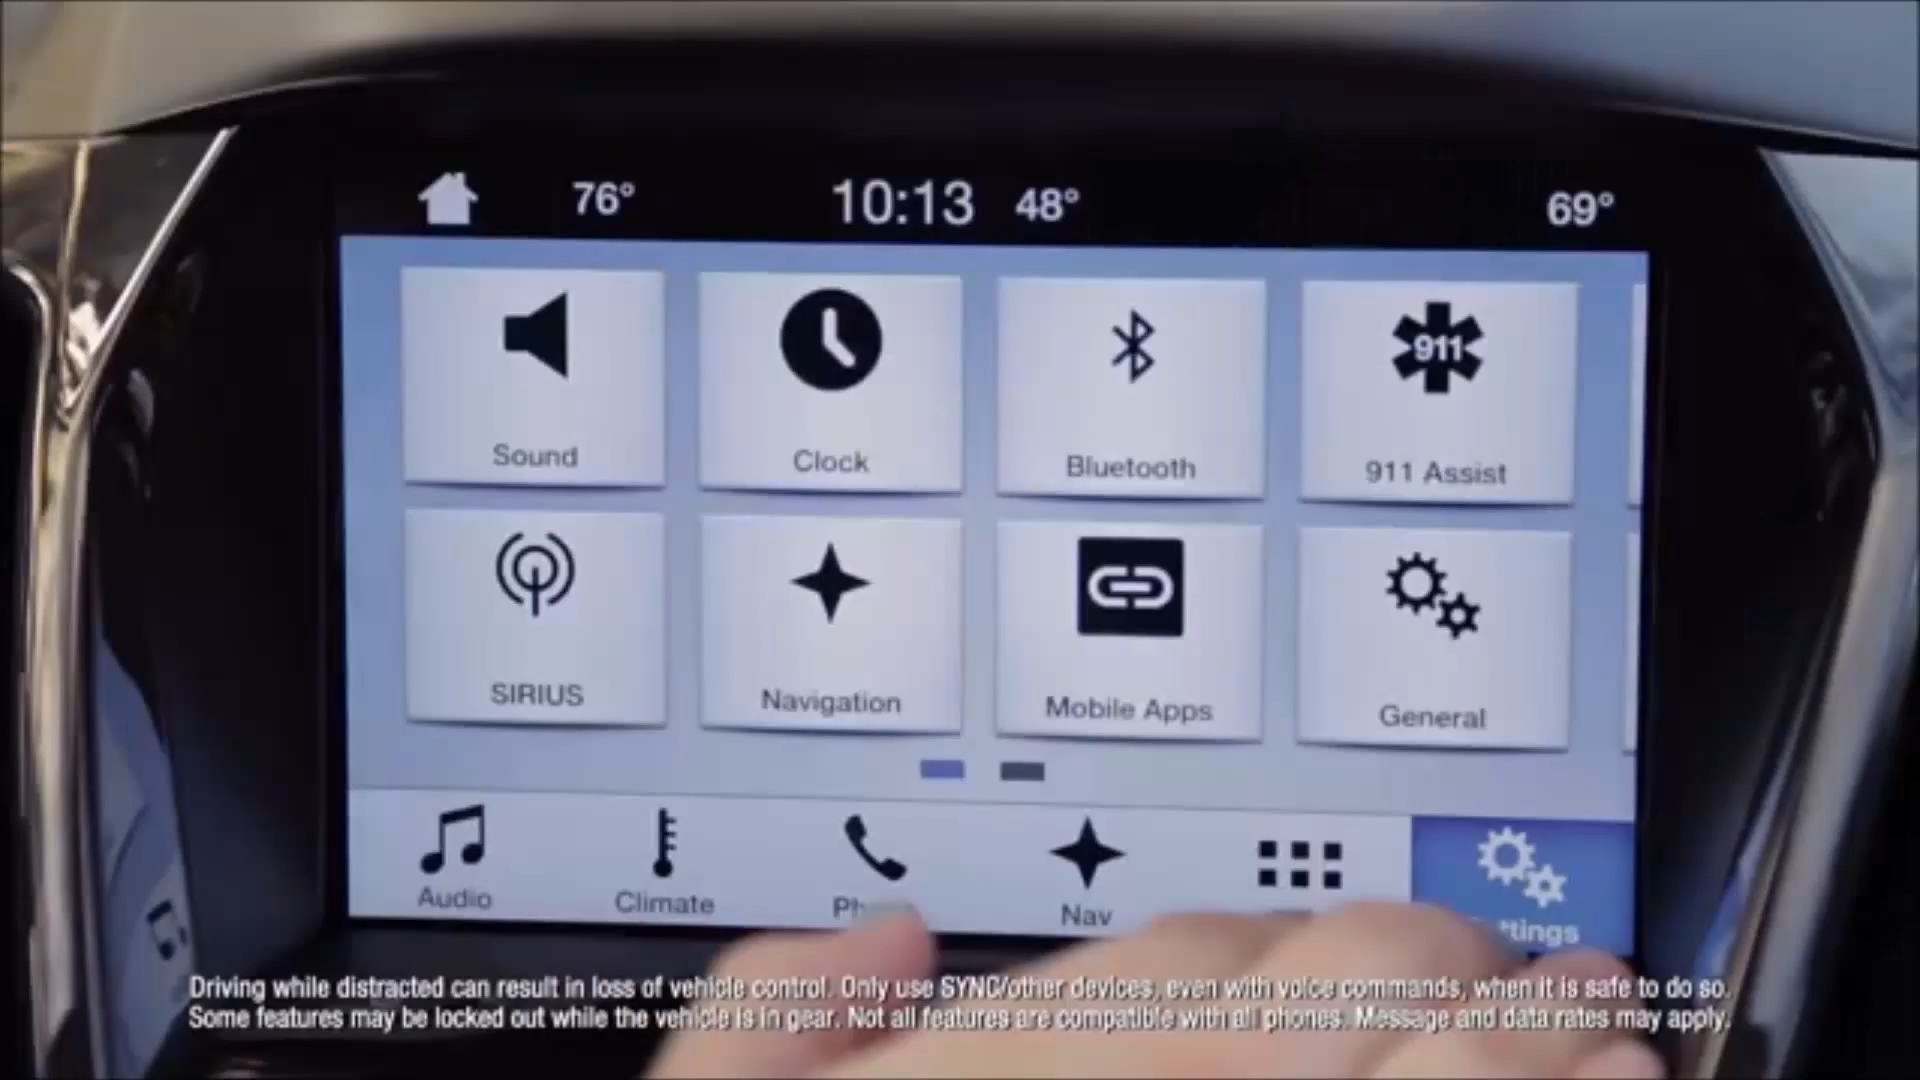 76° 10:13 48° 69°
Sound Clock Bluetooth 911 911 Assist
SIRIUS Navigation Mobile Apps General
Audio Climate Nav
Driving while distracted can result in loss of vehicle control. Only use SYNC/other devices, even with voice commands, when it is safe to do so.
Some features may be locked out while the vehicle is in gear. Not all features are compatible with all phones. Message and data rates may apply.